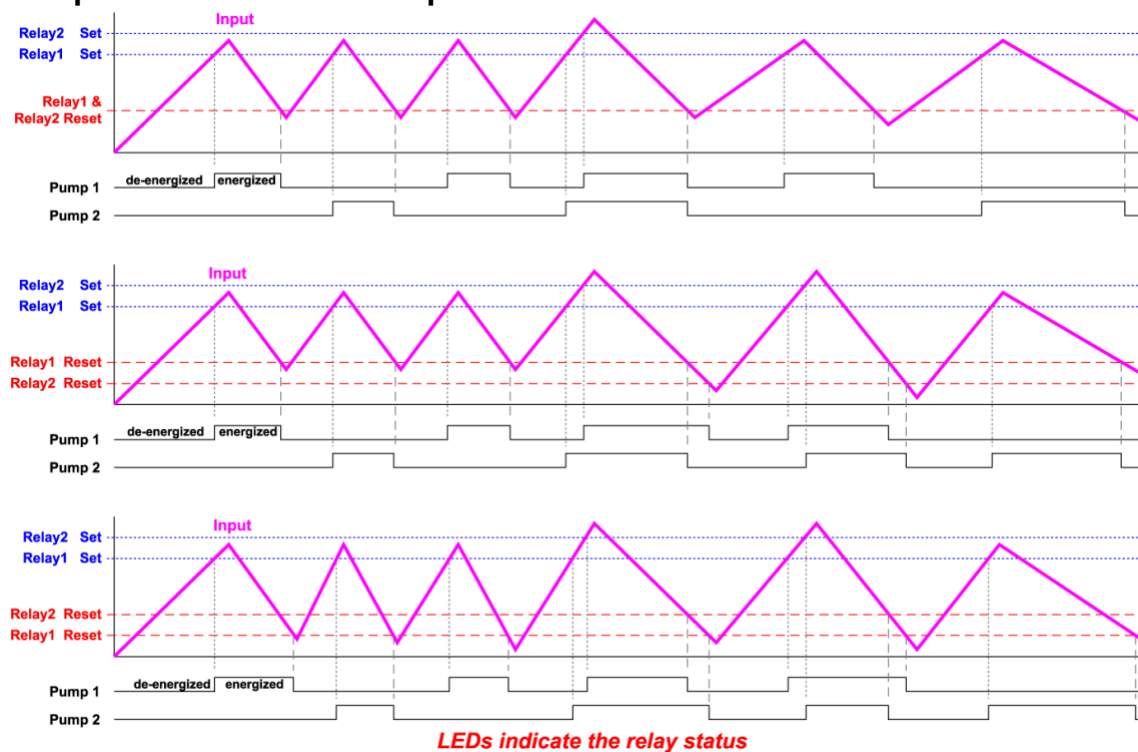 Input
Relay2 Set
Relay1 Set
Relay1 &
Relay2 Reset
de-energized energized
Pump 1
Pump 2
Input
Relay2 Set
Relay1 Set
Relay1 Reset
Relay2 Reset
de-energized energized
Pump 1
Pump 2
Input
Relay2 Set
Relay1 Set
Relay2 Reset
Relay1 Reset
de-energized energized
Pump 1
Pump 2
LEDs indicate the relay status